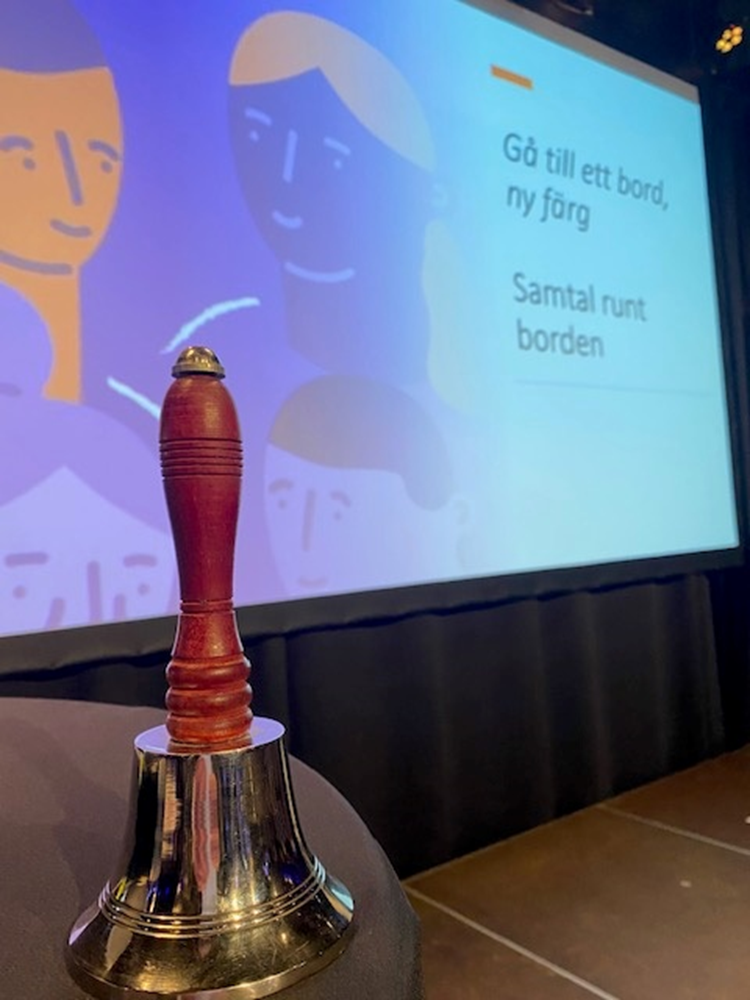 Gå till ett bord,
ny färg
Samtal runt
borden